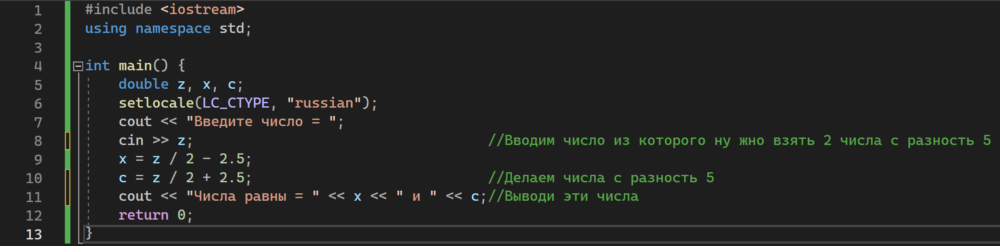 1 #include <iostream>
2 using namespace std;
3
4 int main() {
5 double z, x, c;
6 setlocale(LC_CTYPE, "russian");
7 cout << "Введите число = ";
8 cin >> z; //Вводим число из которого ну жно взять 2 числа с разность 5
9 x = z / 2 - 2.5;
10 c = z / 2 + 2.5; //Делаем числа с разность 5
11 cout << "Числа равны = " << x << " и " << c;//Выводи эти числа
12 return 0;
13 }